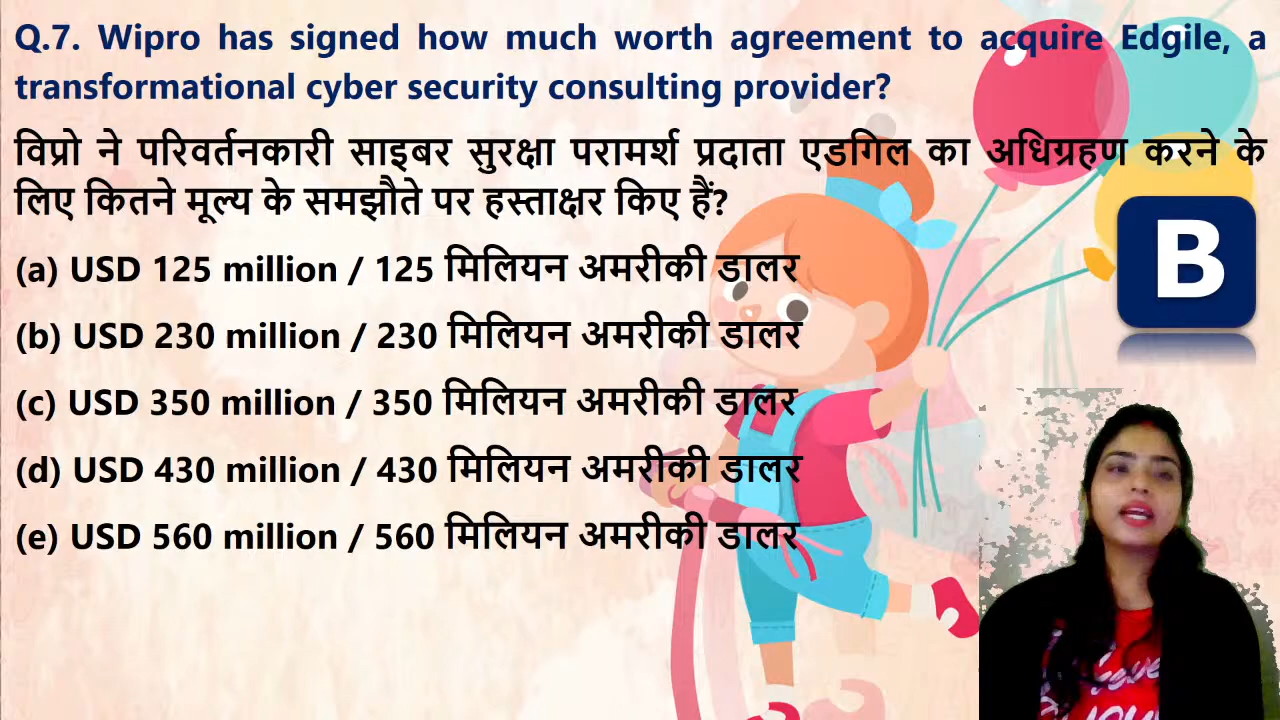 Q.7. Wipro has signed how much worth agreement to acquire Edgile, a
transformational cyber security consulting provider?
विप्रो ने परिवर्तनकारी साइबर सुरक्षा परामर्श प्रदाता एडगिल का अधिग्रहण करने के
लिए कितने मूल्य के समझौते पर हस्ताक्षर किए हैं?
(a) USD 125 million / 125 मिलियन अमरीकी डालर
(b) USD 230 million / 230 मिलियन अमरीकी डालर
(c) USD 350 million / 350 मिलियन अमरीकी डालर
(d) USD 430 million / 430 मिलियन अमरीकी डालर
(e) USD 560 million / 560 मिलियन अमरीकी डालर
B